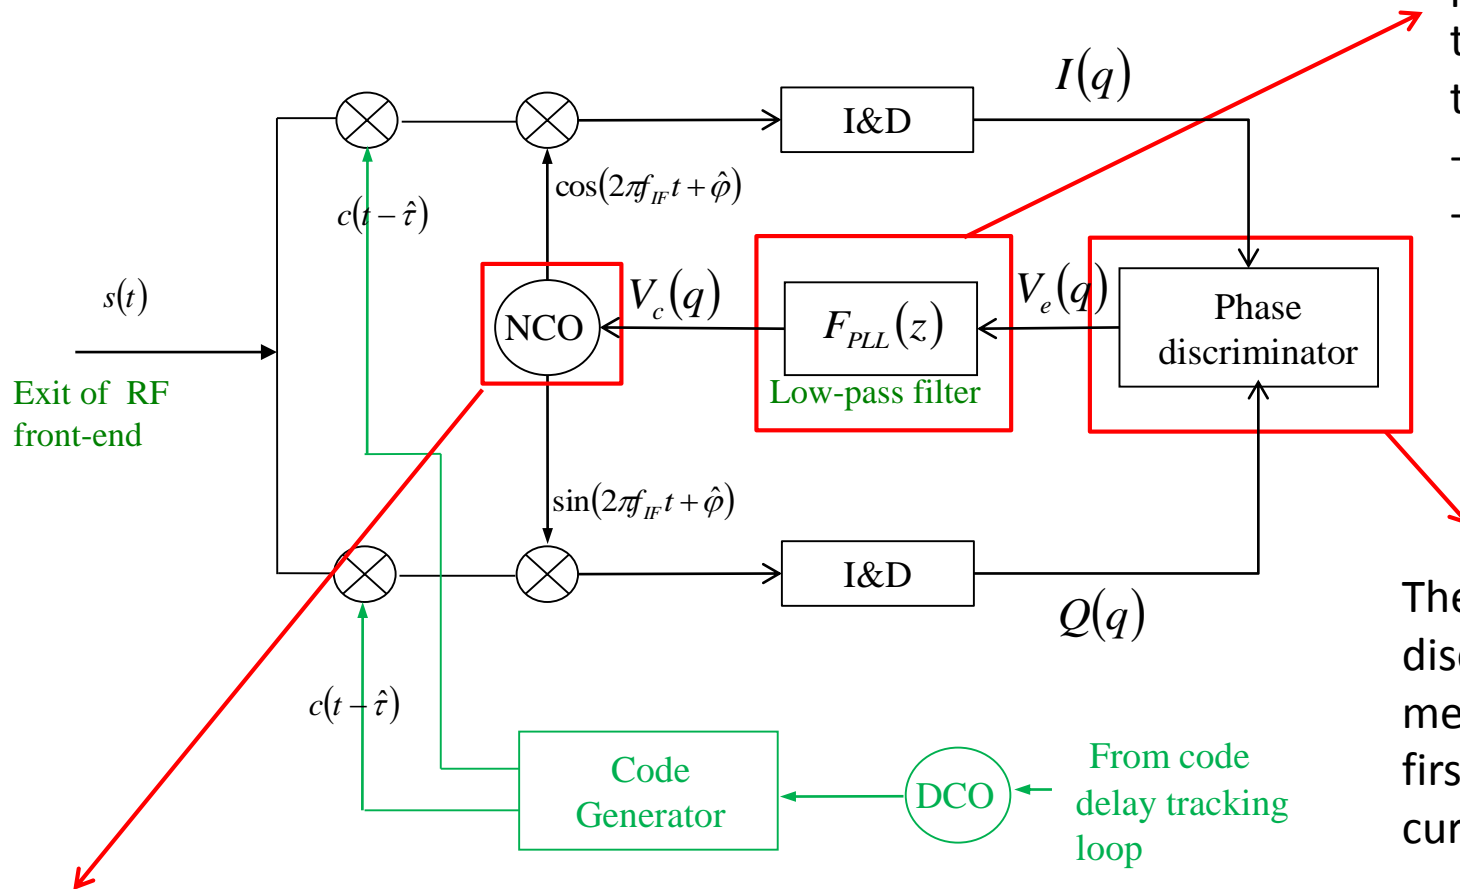 I&D
I(q)
cos(2πf_IF t + φ̂)
c(t − τ̂)
s(t)
NCO
V_c(q)
F_PLL(z)
V_e(q)
Phase
discriminator
Low-pass filter
Exit of RF
front-end
sin(2πf_IF t + φ̂)
I&D
Q(q)
c(t − τ̂)
Code
Generator
DCO
From code
delay tracking
loop